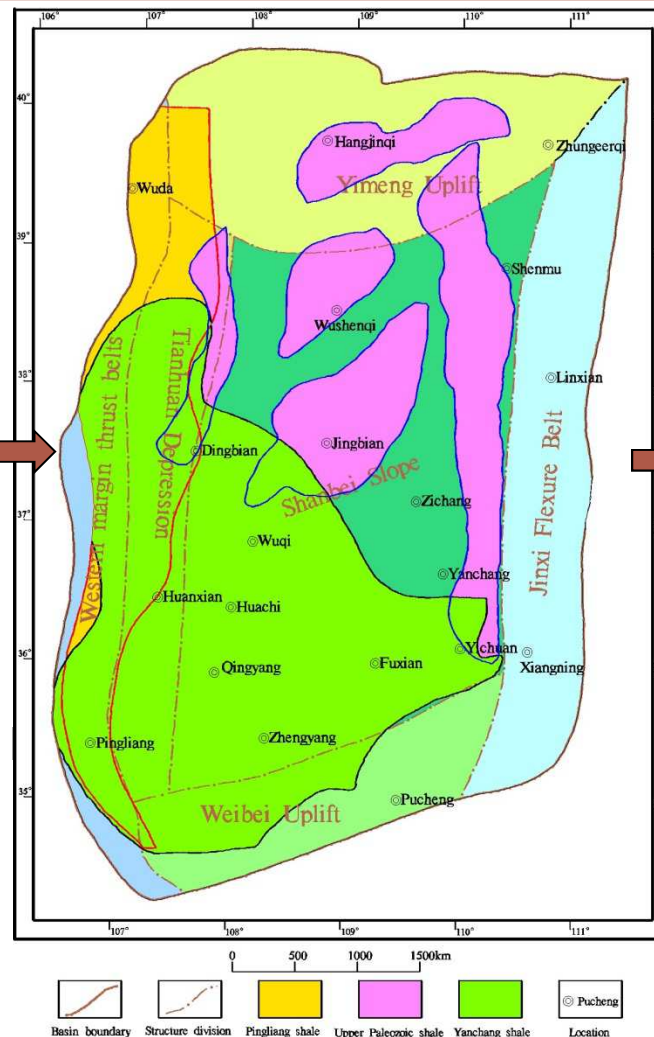 106° 107° 108° 109° 110° 111°
40°
Hangjinqi
Zhungeerqi
Wuda
Yimeng Uplift
39°
Shenmu
Wushenqi
Tianhuan Depression
Western margin thrust belts
38°
Linxian
Jingbian
Dingbian
Shanbei Slope
Zichang
37°
Wuqi
Jinxi Flexure Belt
Yanchang
Huanxian
Huachi
36°
Yichuan
Xiangning
Fuxian
Qingyang
Zhengyang
Pingliang
35°
Pucheng
Weibei Uplift
107° 108° 109° 110° 111°
0 500 1000 1500km
Pucheng
Basin boundary Structure division Pingliang shale Upper Paleozoic shale Yanchang shale Location